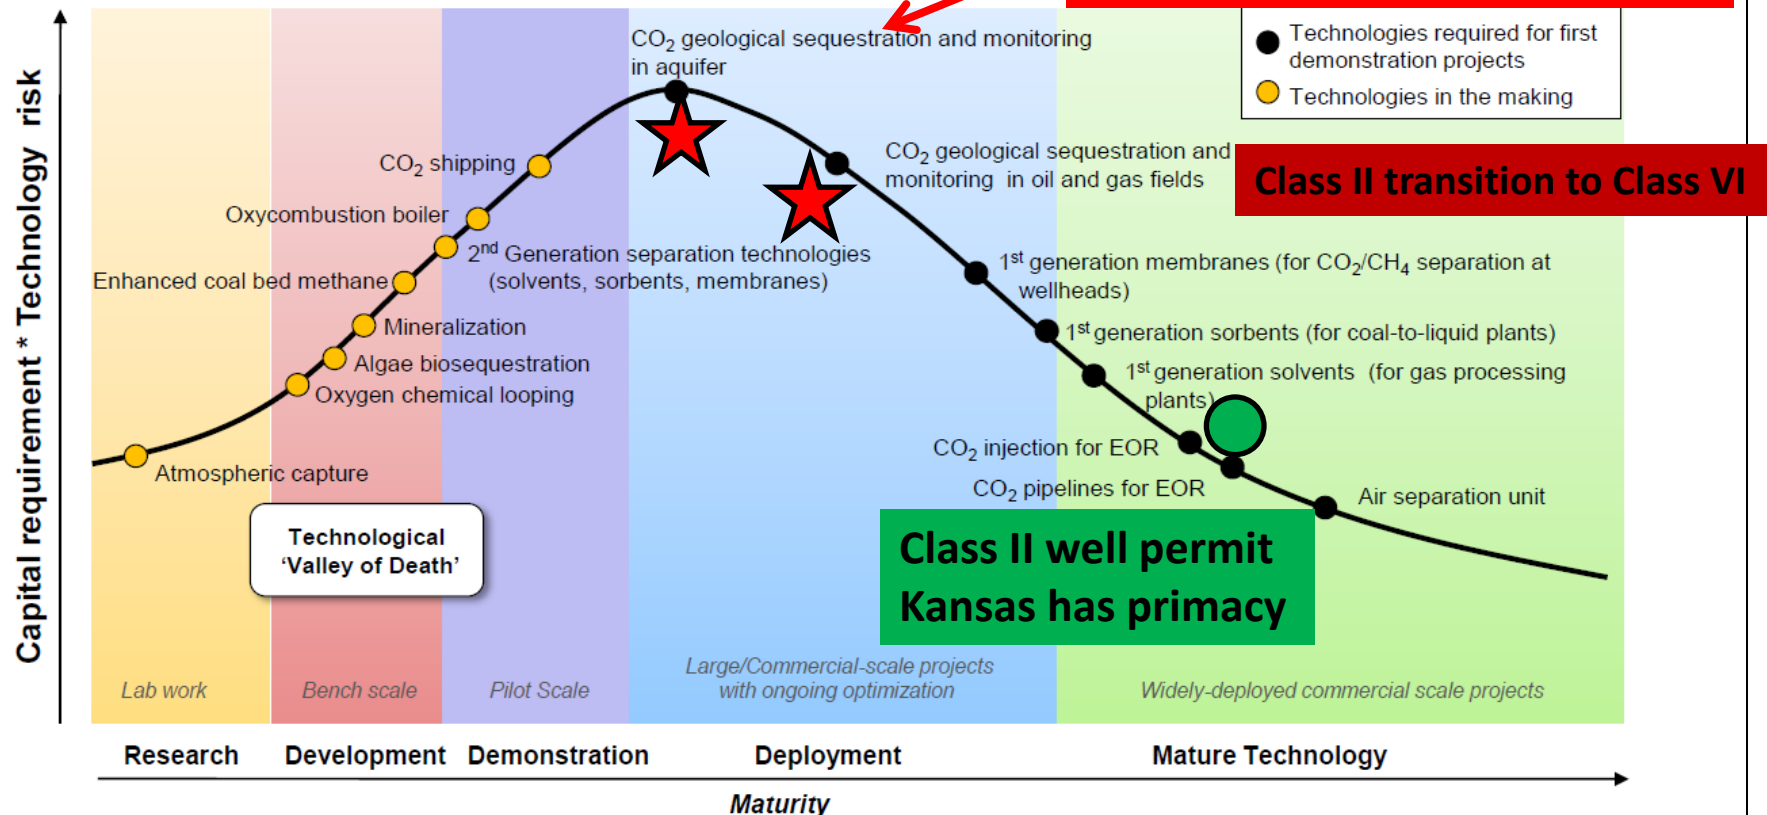 Capital requirement * Technology risk
CO2 geological sequestration and monitoring
in aquifer
Technologies required for first
demonstration projects
Technologies in the making
CO2 shipping
CO2 geological sequestration and
monitoring in oil and gas fields
Class II transition to Class VI
Oxycombustion boiler
2nd Generation separation technologies
(solvents, sorbents, membranes)
Enhanced coal bed methane
1st generation membranes (for CO2/CH4 separation at
wellheads)
Mineralization
1st generation sorbents (for coal-to-liquid plants)
Algae biosequestration
1st generation solvents (for gas processing
plants)
Oxygen chemical looping
CO2 injection for EOR
Atmospheric capture
CO2 pipelines for EOR
Air separation unit
Technological
‘Valley of Death’
Class II well permit
Kansas has primacy
Lab work
Bench scale
Pilot Scale
Large/Commercial-scale projects
with ongoing optimization
Widely-deployed commercial scale projects
Research
Development
Demonstration
Deployment
Mature Technology
Maturity